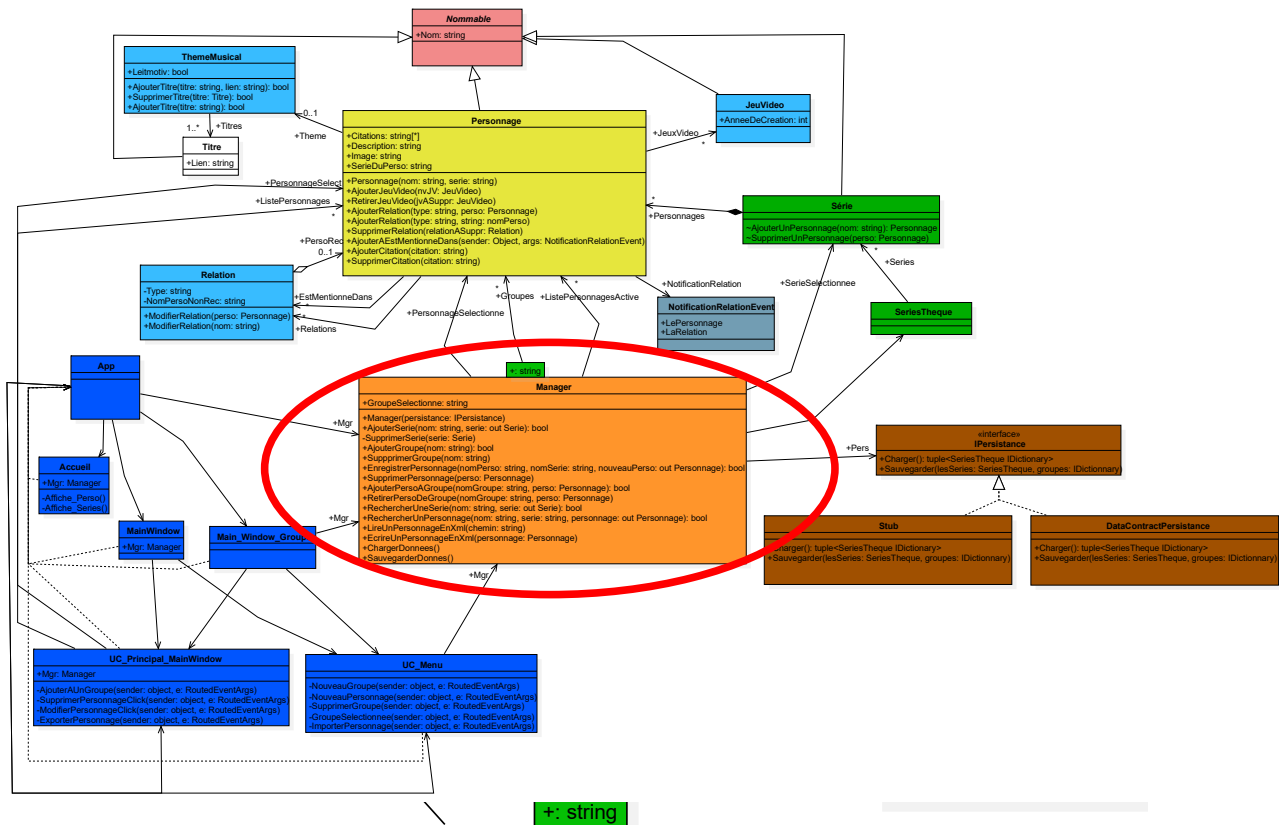 Nommable
+Nom: string
ThemeMusical
+Leitmotiv: bool
+AjouterTitre(titre: string, lien: string): bool
+SupprimerTitre(titre: Titre): bool
+AjouterTitre(titre: string): bool
0..1
+Theme
1..*
+Titres
Titre
+Lien: string
JeuVideo
+AnneeDeCreation: int
+JeuxVideo
*
Personnage
+Citations: string[*]
+Description: string
+Image: string
+SerieDuPerso: string
+Personnage(nom: string, serie: string)
+AjouterJeuVideo(nvJV: JeuVideo)
+RetirerJeuVideo(jvASuppr: JeuVideo)
+AjouterRelation(type: string, perso: Personnage)
+AjouterRelation(type: string, string: nomPerso)
+SupprimerRelation(relationASuppr: Relation)
+AjouterAEstMentionneDans(sender: Object, args: NotificationRelationEvent)
+AjouterCitation(citation: string)
+SupprimerCitation(citation: string)
+PersonnageSelect
+ListePersonnages
*
+PersoRec
0..1
*
+Personnages
Série
~AjouterUnPersonnage(nom: string): Personnage
~SupprimerUnPersonnage(perso: Personnage)
*
+Series
+SerieSelectionnee
SeriesTheque
Relation
-Type: string
-NomPersoNonRec: string
+ModifierRelation(perso: Personnage)
+ModifierRelation(nom: string)
+EstMentionneDans
*
*
+Relations
+PersonnageSelectionne
*
+Groupes
*
+ListePersonnagesActive
+NotificationRelation
NotificationRelationEvent
+LePersonnage
+LaRelation
+: string
Manager
+GroupeSelectionne: string
+Manager(persistance: IPersistance)
+AjouterSerie(nom: string, serie: out Serie): bool
-SupprimerSerie(serie: Serie)
+AjouterGroupe(nom: string): bool
+SuppprimerGroupe(nom: string)
+EnregistrerPersonnage(nomPerso: string, nomSerie: string, nouveauPerso: out Personnage): bool
+SupprimerPersonnage(perso: Personnage)
+AjouterPersoAGroupe(nomGroupe: string, perso: Personnage): bool
+RetirerPersoDeGroupe(nomGroupe: string, perso: Personnage)
+RechercherUneSerie(nom: string, serie: out Serie): bool
+RechercherUnPersonnage(nom: string, serie: string, personnage: out Personnage): bool
+LireUnPersonnageEnXml(chemin: string)
+EcrireUnPersonnageEnXml(personnage: Personnage)
+ChargerDonnees()
+SauvegarderDonnes()
+Mgr
+Mgr
+Mgr
+Pers
«interface»
IPersistance
+Charger(): tuple<SeriesTheque IDictionary>
+Sauvegarder(lesSeries: SeriesTheque, groupes: IDictionnary)
Stub
+Charger(): tuple<SeriesTheque IDictionary>
+Sauvegarder(lesSeries: SeriesTheque, groupes: IDictionnary)
DataContractPersistance
+Charger(): tuple<SeriesTheque IDictionary>
+Sauvegarder(lesSeries: SeriesTheque, groupes: IDictionnary)
App
Accueil
+Mgr: Manager
-Affiche_Perso()
-Affiche_Series()
MainWindow
+Mgr: Manager
Main_Window_Group
UC_Principal_MainWindow
+Mgr: Manager
-AjouterAUnGroupe(sender: object, e: RoutedEventArgs)
-SupprimerPersonnageClick(sender: object, e: RoutedEventArgs)
-ModifierPersonnageClick(sender: object, e: RoutedEventArgs)
-ExporterPersonnage(sender: object, e: RoutedEventArgs)
UC_Menu
-NouveauGroupe(sender: object, e: RoutedEventArgs)
-NouveauPersonnage(sender: object, e: RoutedEventArgs)
-SupprimerGroupe(sender: object, e: RoutedEventArgs)
-GroupeSelectionnee(sender: object, e: RoutedEventArgs)
-ImporterPersonnage(sender: object, e: RoutedEventArgs)
+: string